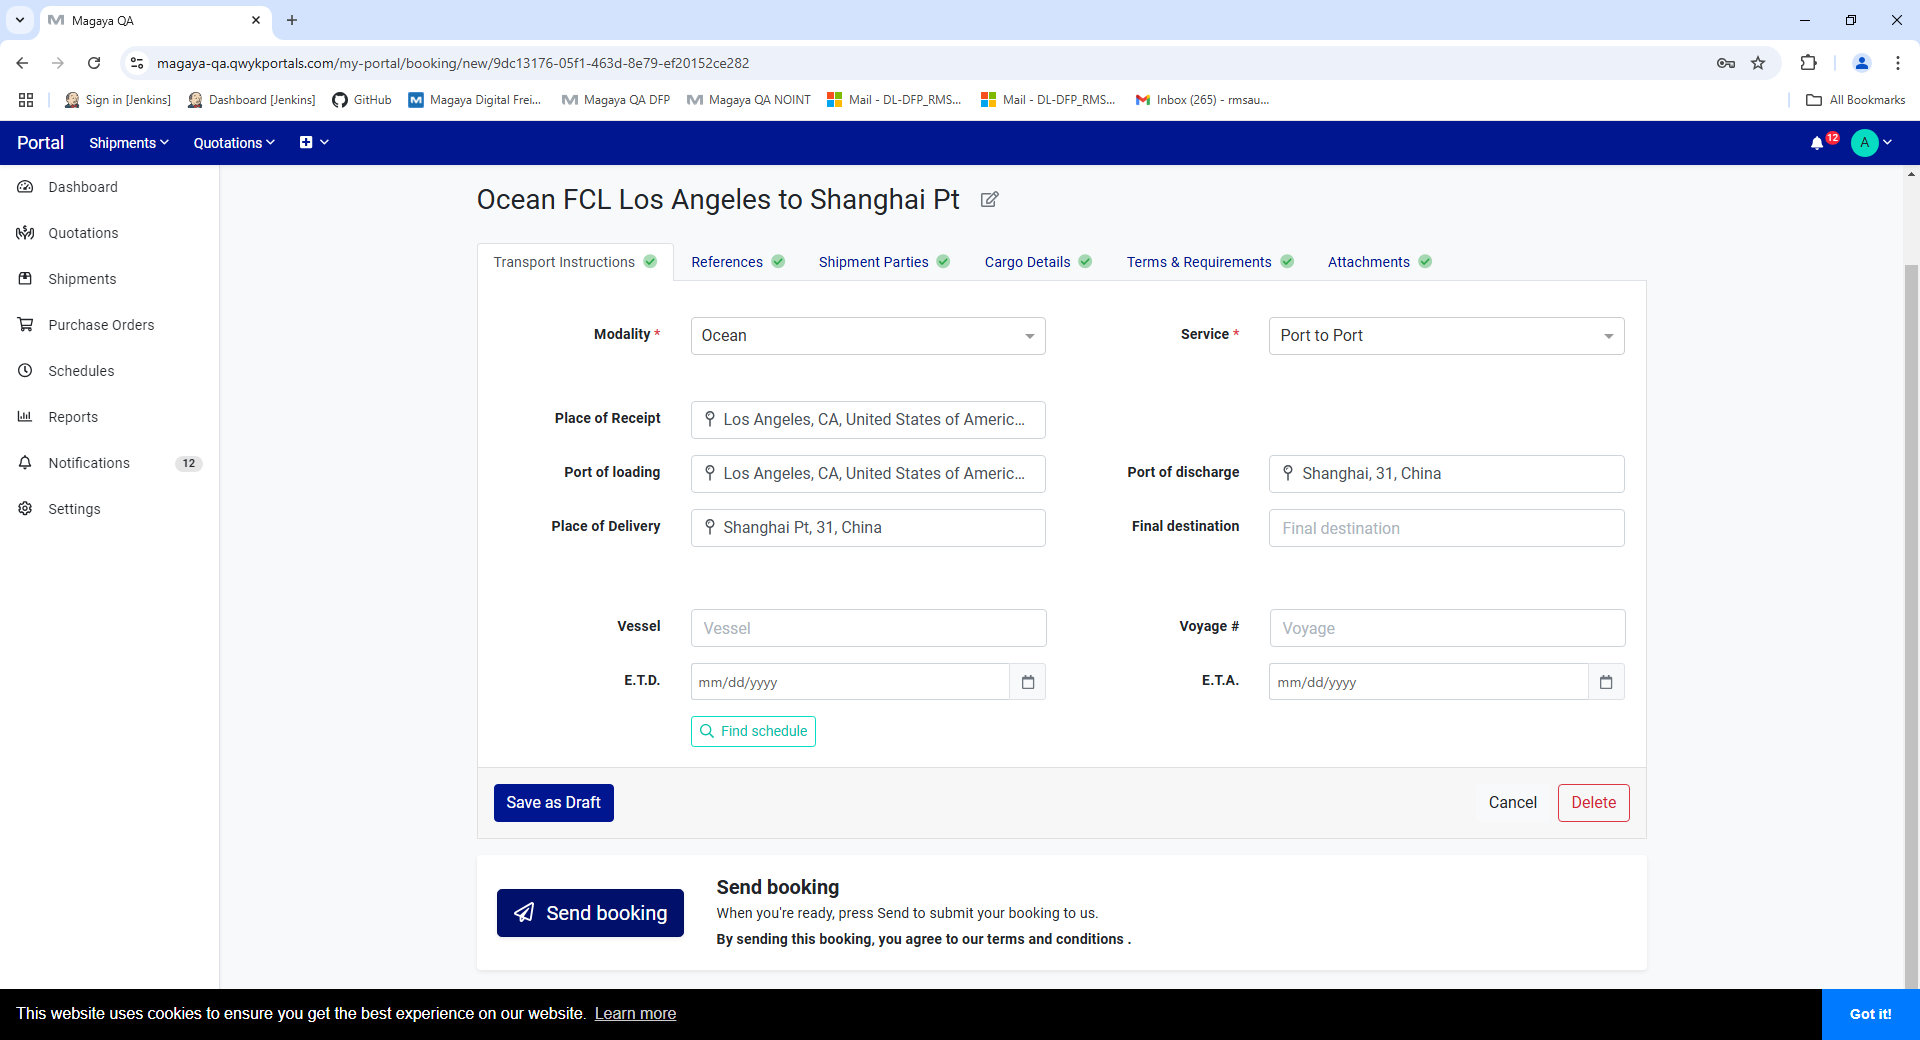 Magaya QA
magaya-qa.qwykportals.com/my-portal/booking/new/9dc13176-05f1-463d-8e79-ef20152ce282
Sign in [Jenkins] Dashboard [Jenkins] GitHub Magaya Digital Frei... Magaya QA DFP Magaya QA NOINT Mail - DL-DFP_RMS... Mail - DL-DFP_RMS... Inbox (265) - rmsau... All Bookmarks
Portal Shipments Quotations 12 A
Dashboard
Quotations
Shipments
Purchase Orders
Schedules
Reports
Notifications 12
Settings
Ocean FCL Los Angeles to Shanghai Pt
Transport Instructions References Shipment Parties Cargo Details Terms & Requirements Attachments
Modality * Ocean Service * Port to Port
Place of Receipt Los Angeles, CA, United States of Americ...
Port of loading Los Angeles, CA, United States of Americ... Port of discharge Shanghai, 31, China
Place of Delivery Shanghai Pt, 31, China Final destination Final destination
Vessel Vessel Voyage # Voyage
E.T.D. mm/dd/yyyy E.T.A. mm/dd/yyyy
Find schedule
Save as Draft Cancel Delete
Send booking
Send booking
When you're ready, press Send to submit your booking to us.
By sending this booking, you agree to our terms and conditions .
This website uses cookies to ensure you get the best experience on our website. Learn more Got it!